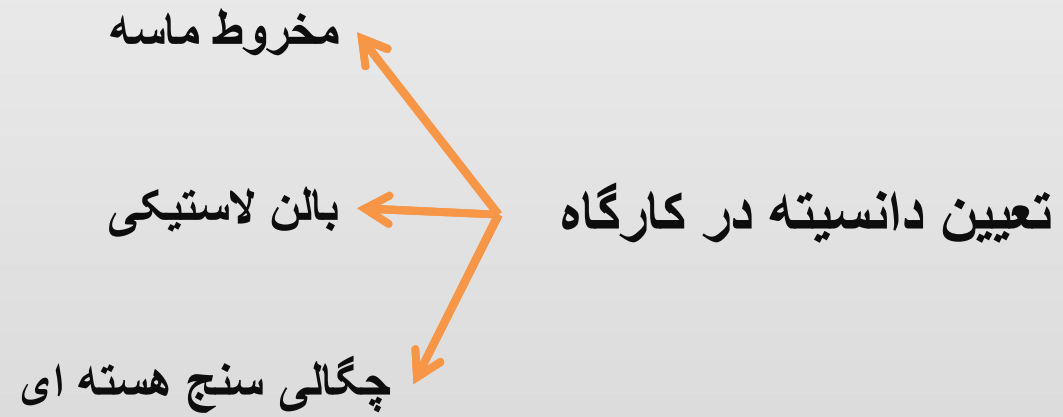 تعیین دانسیته در کارگاه
مخروط ماسه
بالن لاستیکی
چگالی سنج هسته ای